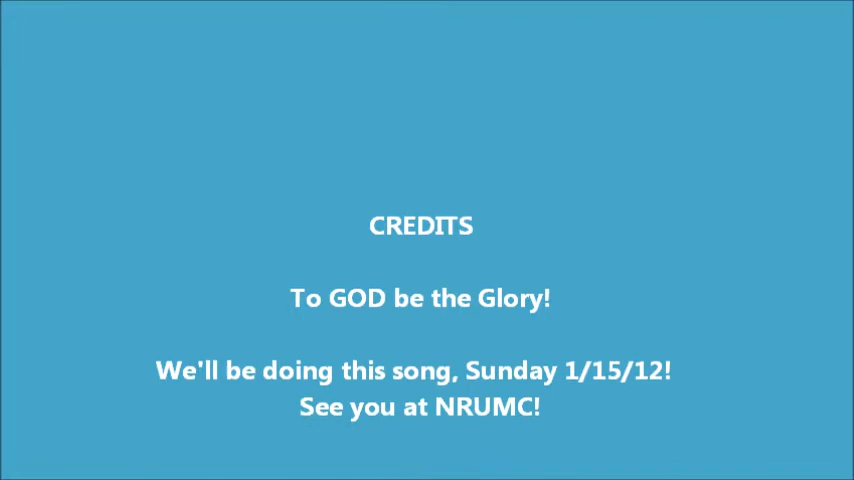 CREDITS
To GOD be the Glory!
We'll be doing this song, Sunday 1/15/12!
See you at NRUMC!